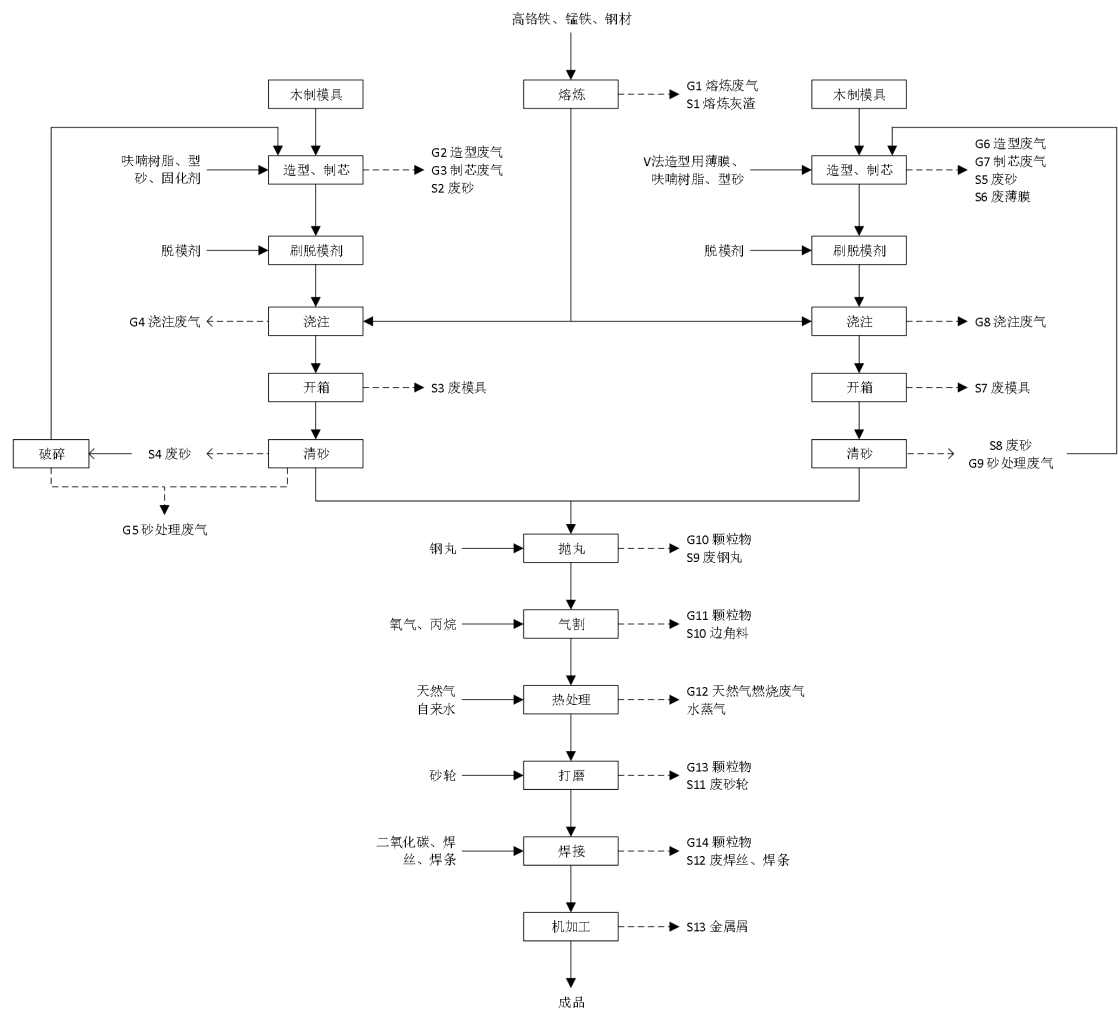 高铬铁、锰铁、钢材
木制模具
熔炼
G1 熔炼废气
S1 熔炼灰渣
木制模具
呋喃树脂、型
砂、固化剂
造型、制芯
G2 造型废气
G3 制芯废气
S2 废砂
V法造型用薄膜、
呋喃树脂、型砂
造型、制芯
G6 造型废气
G7 制芯废气
S5 废砂
S6 废薄膜
脱模剂
刷脱模剂
脱模剂
刷脱模剂
G4 浇注废气
浇注
浇注
G8 浇注废气
开箱
S3 废模具
开箱
S7 废模具
破碎
S4 废砂
清砂
清砂
S8 废砂
G9 砂处理废气
G5 砂处理废气
钢丸
抛丸
G10 颗粒物
S9 废钢丸
氧气、丙烷
气割
G11 颗粒物
S10 边角料
天然气
自来水
热处理
G12 天然气燃烧废气
水蒸气
砂轮
打磨
G13 颗粒物
S11 废砂轮
二氧化碳、焊
丝、焊条
焊接
G14 颗粒物
S12 废焊丝、焊条
机加工
S13 金属屑
成品